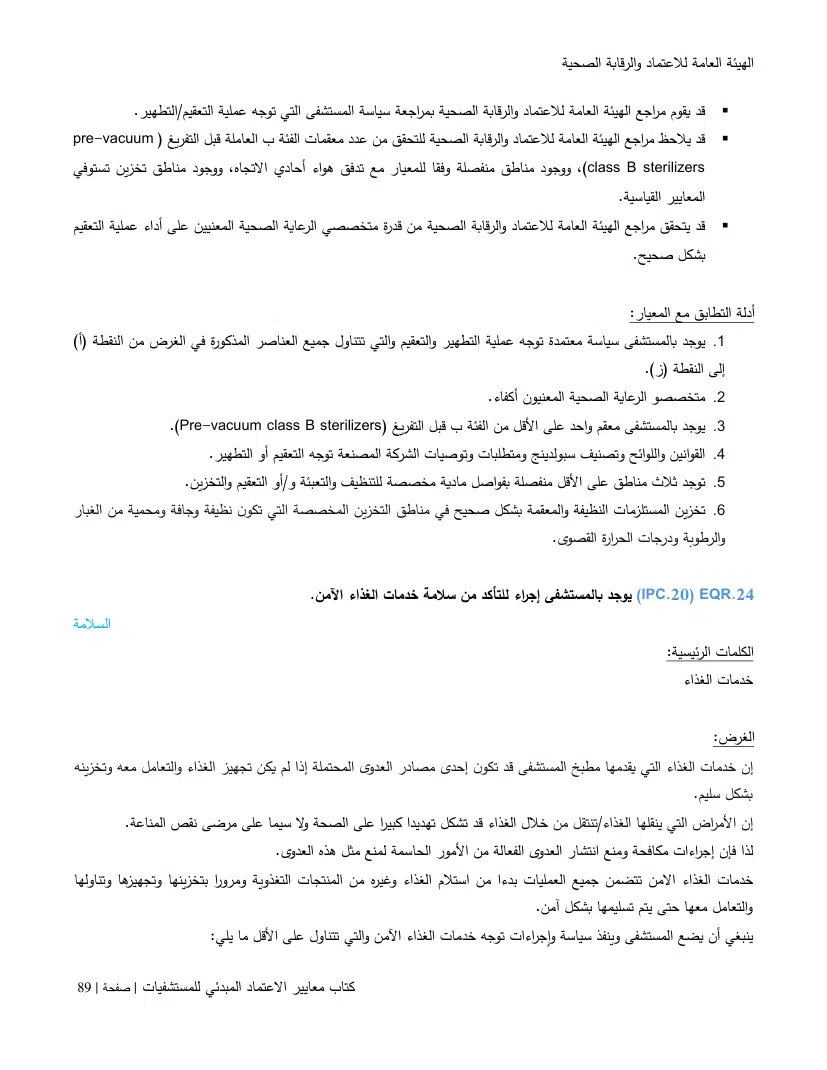 الهيئة العامة للاعتماد والرقابة الصحية
▪ قد يقوم مراجع الهيئة العامة للاعتماد والرقابة الصحية بمراجعة سياسة المستشفى التي توجه عملية التعقيم/التطهير.
▪ قد يلاحظ مراجع الهيئة العامة للاعتماد والرقابة الصحية للتحقق من عدد معقمات الفئة ب العاملة قبل التفريغ ( pre-vacuum
class B sterilizers)، ووجود مناطق منفصلة وفقا للمعيار مع تدفق هواء أحادي الاتجاه، ووجود مناطق تخزين تستوفي
المعايير القياسية.
▪ قد يتحقق مراجع الهيئة العامة للاعتماد والرقابة الصحية من قدرة متخصصي الرعاية الصحية المعنيين على أداء عملية التعقيم
بشكل صحيح.
أدلة التطابق مع المعيار:
1. يوجد بالمستشفى سياسة معتمدة توجه عملية التطهير والتعقيم والتي تتناول جميع العناصر المذكورة في الغرض من النقطة (أ)
إلى النقطة (ز).
2. متخصصو الرعاية الصحية المعنيون أكفاء.
3. يوجد بالمستشفى معقم واحد على الأقل من الفئة ب قبل التفريغ (Pre-vacuum class B sterilizers).
4. القوانين واللوائح وتصنيف سبولدينج ومتطلبات وتوصيات الشركة المصنعة توجه التعقيم أو التطهير.
5. توجد ثلاث مناطق على الأقل منفصلة بفواصل مادية مخصصة للتنظيف والتعبئة و/أو التعقيم والتخزين.
6. تخزين المستلزمات النظيفة والمعقمة بشكل صحيح في مناطق التخزين المخصصة التي تكون نظيفة وجافة ومحمية من الغبار
والرطوبة ودرجات الحرارة القصوى.
EQR.24 (IPC.20) يوجد بالمستشفى إجراء للتأكد من سلامة خدمات الغذاء الآمن.
السلامة
الكلمات الرئيسية:
خدمات الغذاء
الغرض:
إن خدمات الغذاء التي يقدمها مطبخ المستشفى قد تكون إحدى مصادر العدوى المحتملة إذا لم يكن تجهيز الغذاء والتعامل معه وتخزينه
بشكل سليم.
إن الأمراض التي ينقلها الغذاء/تنتقل من خلال الغذاء قد تشكل تهديدا كبيرا على الصحة ولا سيما على مرضى نقص المناعة.
لذا فإن إجراءات مكافحة ومنع انتشار العدوى الفعالة من الأمور الحاسمة لمنع مثل هذه العدوى.
خدمات الغذاء الامن تتضمن جميع العمليات بدءا من استلام الغذاء وغيره من المنتجات التغذوية ومرورا بتخزينها وتجهيزها وتناولها
والتعامل معها حتى يتم تسليمها بشكل آمن.
ينبغي أن يضع المستشفى وينفذ سياسة وإجراءات توجه خدمات الغذاء الآمن والتي تتناول على الأقل ما يلي:
كتاب معايير الاعتماد المبدئي للمستشفيات | صفحة | 89